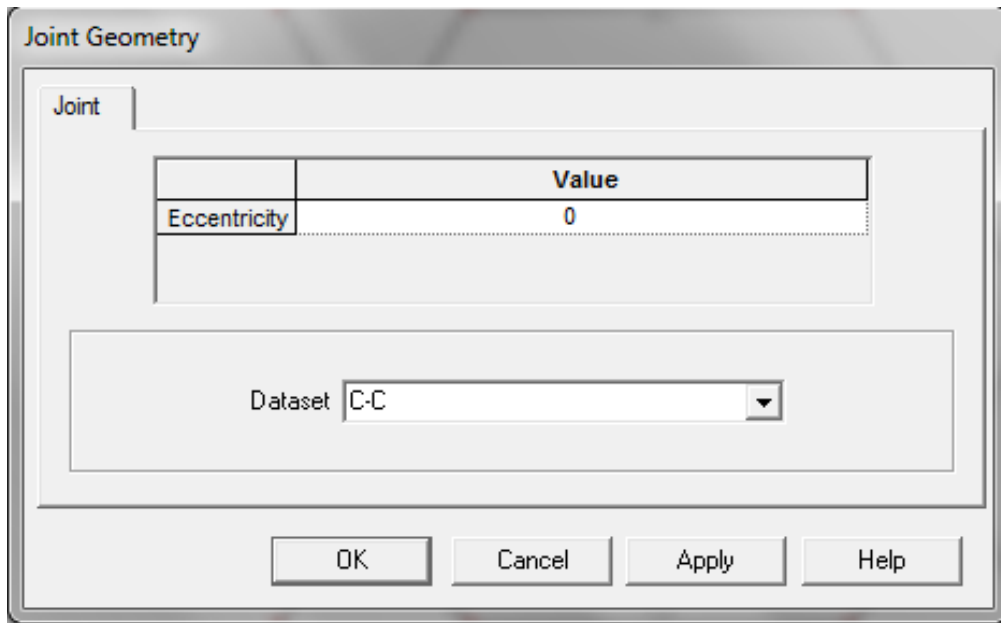 Joint Geometry
Joint
Value
Eccentricity 0
Dataset C-C
OK Cancel Apply Help